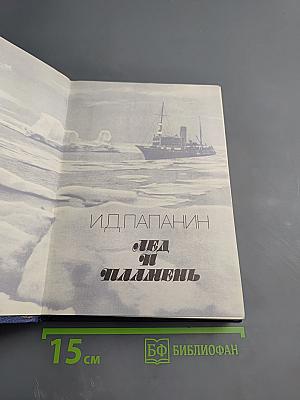 И.Д.ПАПАНИН
ЛЕД
И
ПЛАМЕНЬ
15 см
БФ БИБЛИОФАН